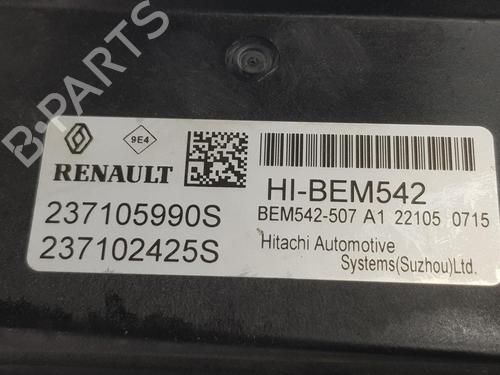 B-PARTS
9E4
RENAULT
237105990S
237102425S
HI-BEM542
BEM542-507 A1 22105 0715
Hitachi Automotive
Systems(Suzhou)Ltd.